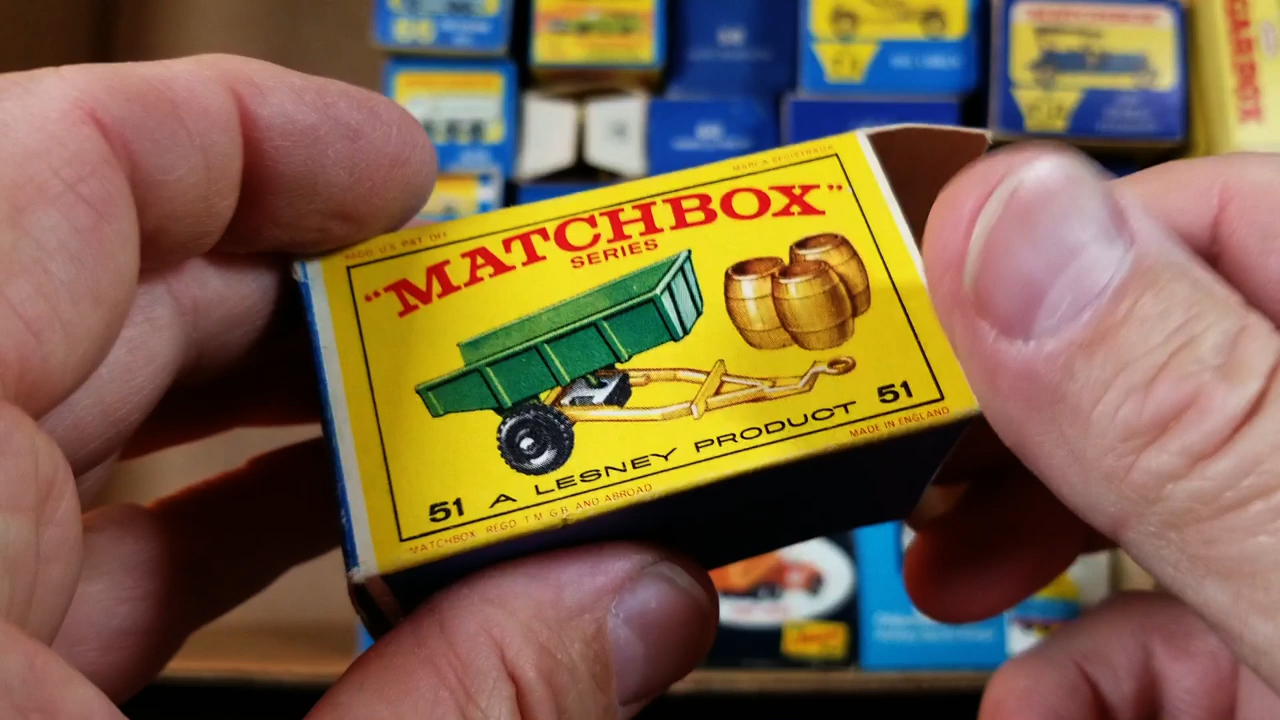 MARCA REGISTRADA
REGD U.S. PAT. OFF.
"MATCHBOX"
SERIES
51 A LESNEY PRODUCT 51
MATCHBOX REGD T M G.B. AND ABROAD
MADE IN ENGLAND